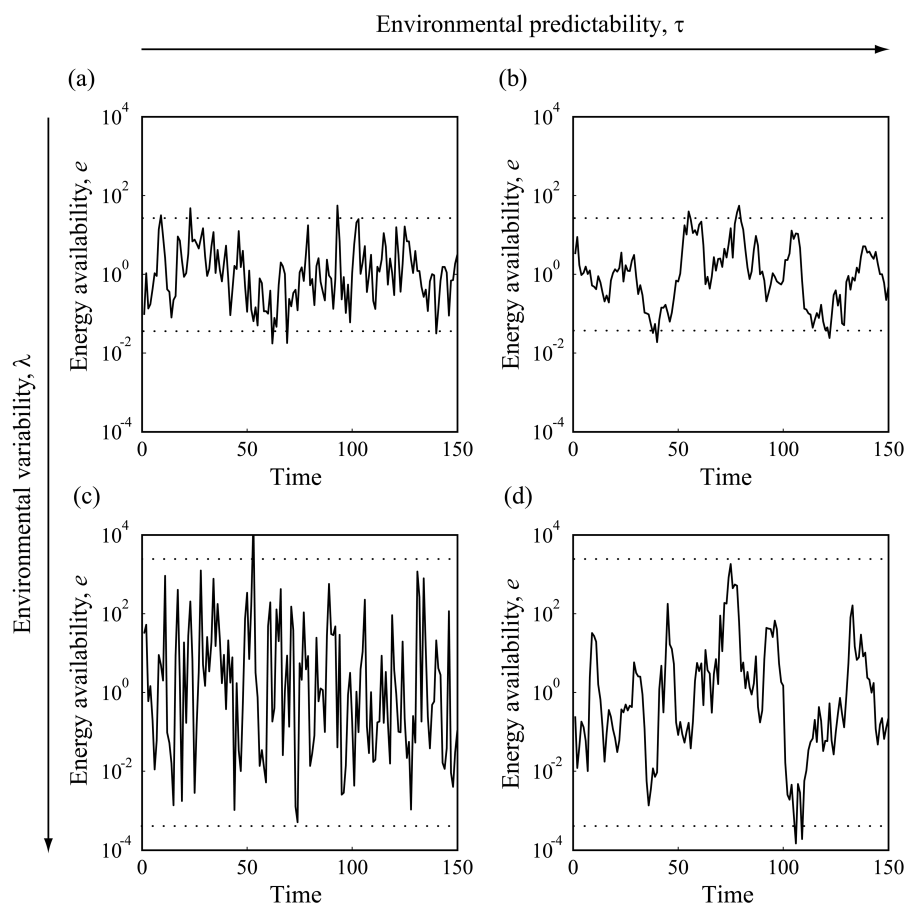 Environmental predictability, τ
Environmental variability, λ
(a)
Energy availability, e
10^4
10^2
10^0
10^-2
10^-4
0 50 100 150
Time
(b)
Energy availability, e
10^4
10^2
10^0
10^-2
10^-4
0 50 100 150
Time
(c)
Energy availability, e
10^4
10^2
10^0
10^-2
10^-4
0 50 100 150
Time
(d)
Energy availability, e
10^4
10^2
10^0
10^-2
10^-4
0 50 100 150
Time